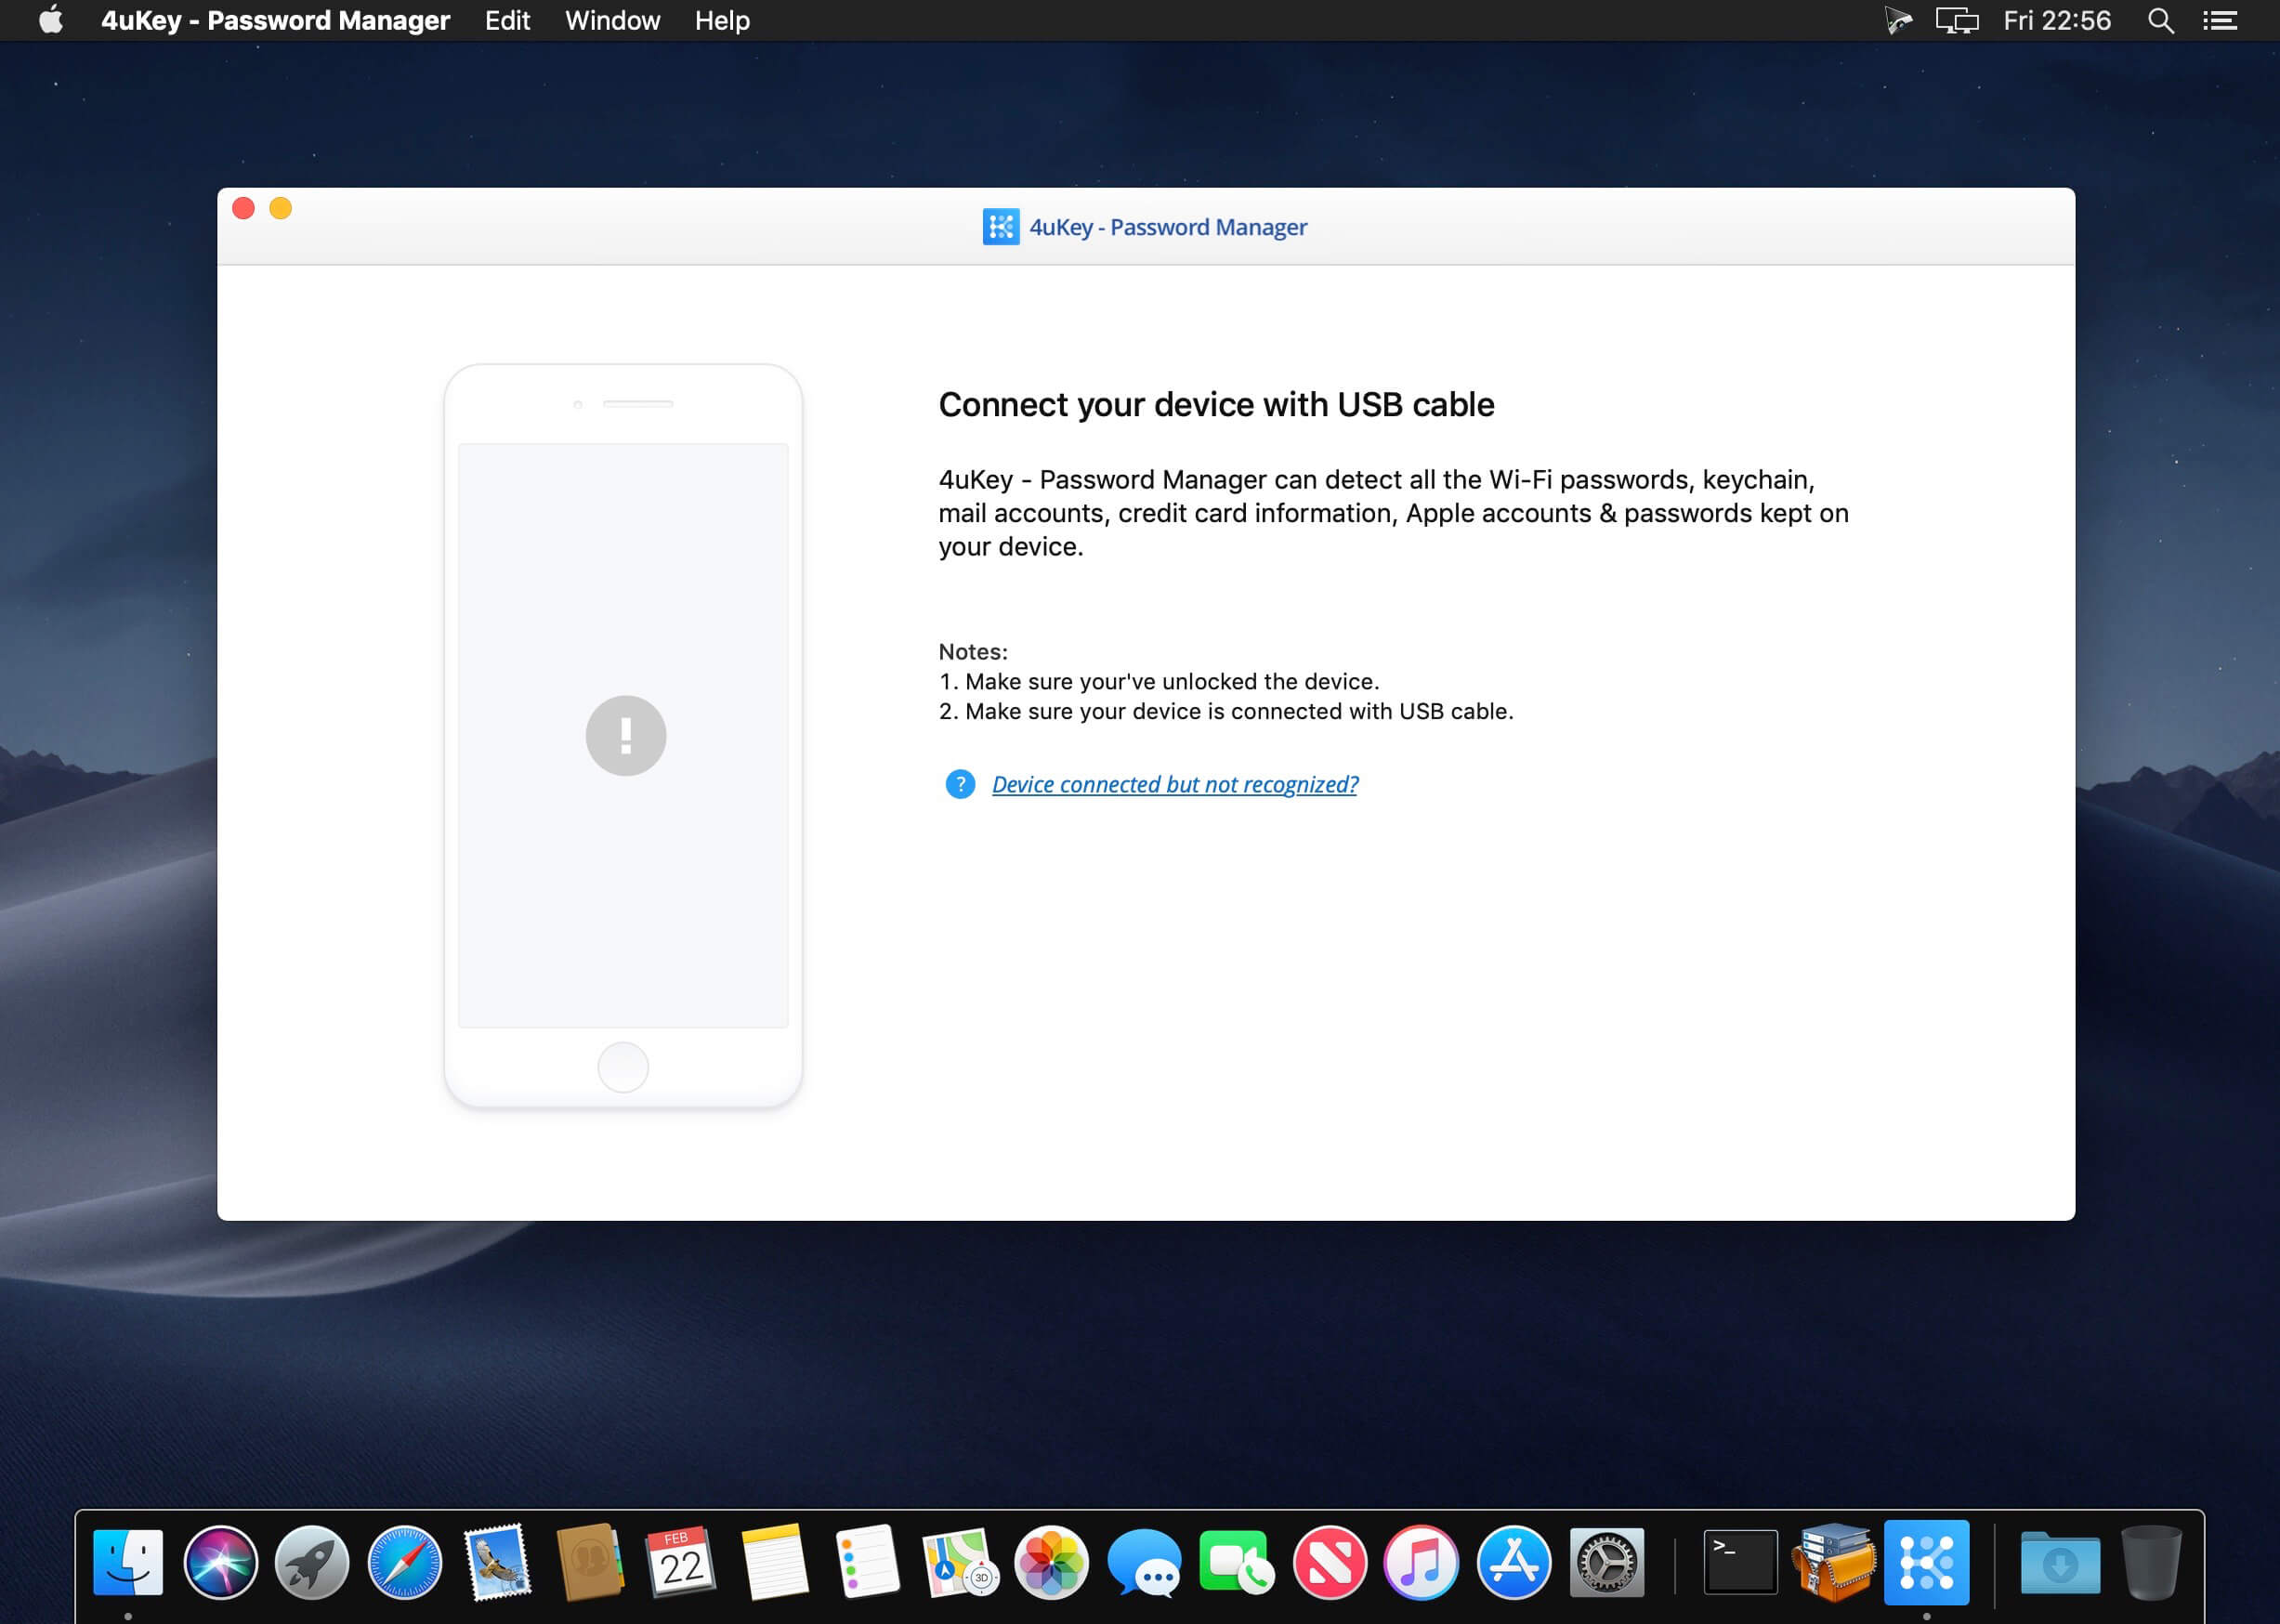 4uKey - Password Manager Edit Window Help Fri 22:56
4uKey - Password Manager
Connect your device with USB cable
4uKey - Password Manager can detect all the Wi-Fi passwords, keychain,
mail accounts, credit card information, Apple accounts & passwords kept on
your device.
Notes:
1. Make sure your've unlocked the device.
2. Make sure your device is connected with USB cable.
? Device connected but not recognized?
FEB
22
3D
>_